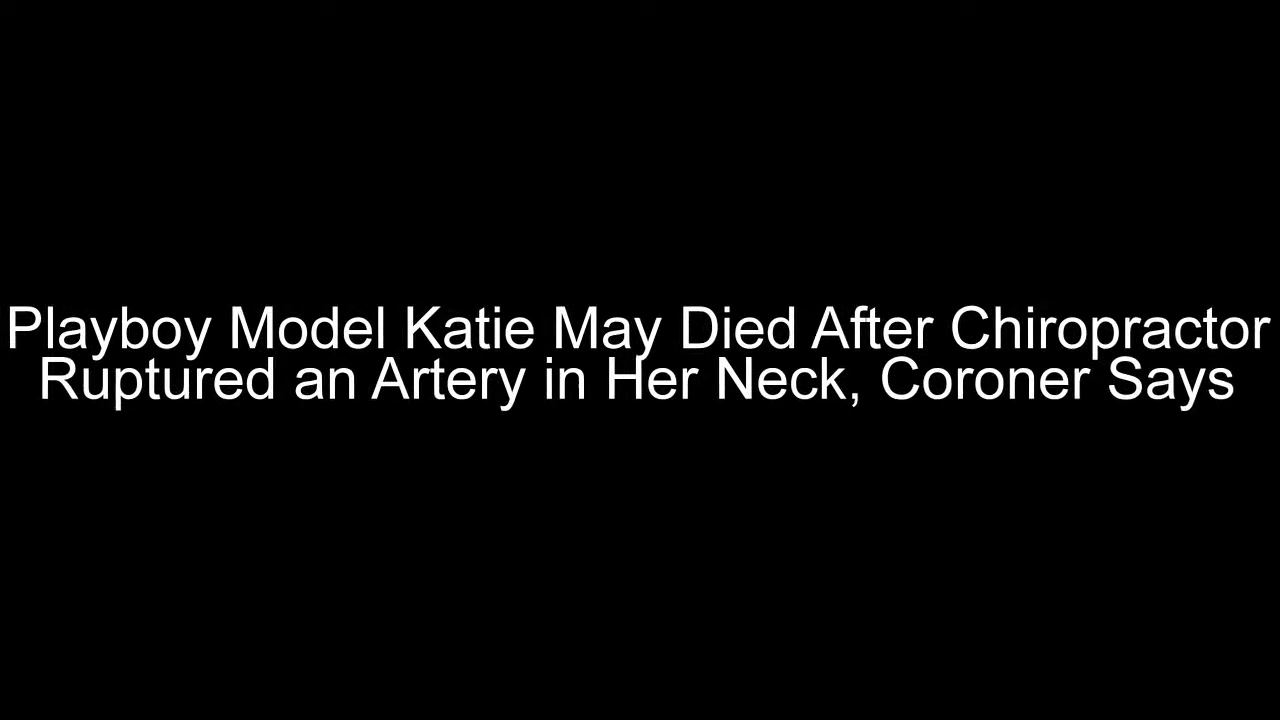 Playboy Model Katie May Died After Chiropractor
Ruptured an Artery in Her Neck, Coroner Says